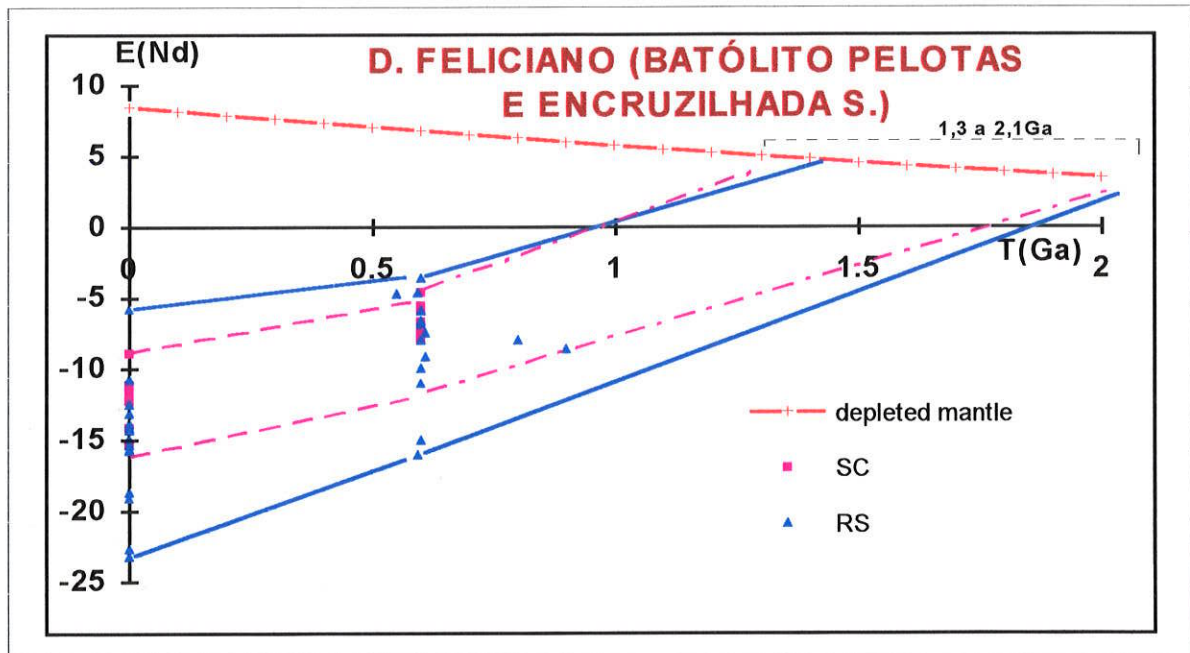 E(Nd)
D. FELICIANO (BATÓLITO PELOTAS
E ENCRUZILHADA S.)
10
1,3 a 2,1Ga
5
0
0
0.5
1
1.5
T(Ga)
2
-5
-10
-15
-20
-25
depleted mantle
SC
RS